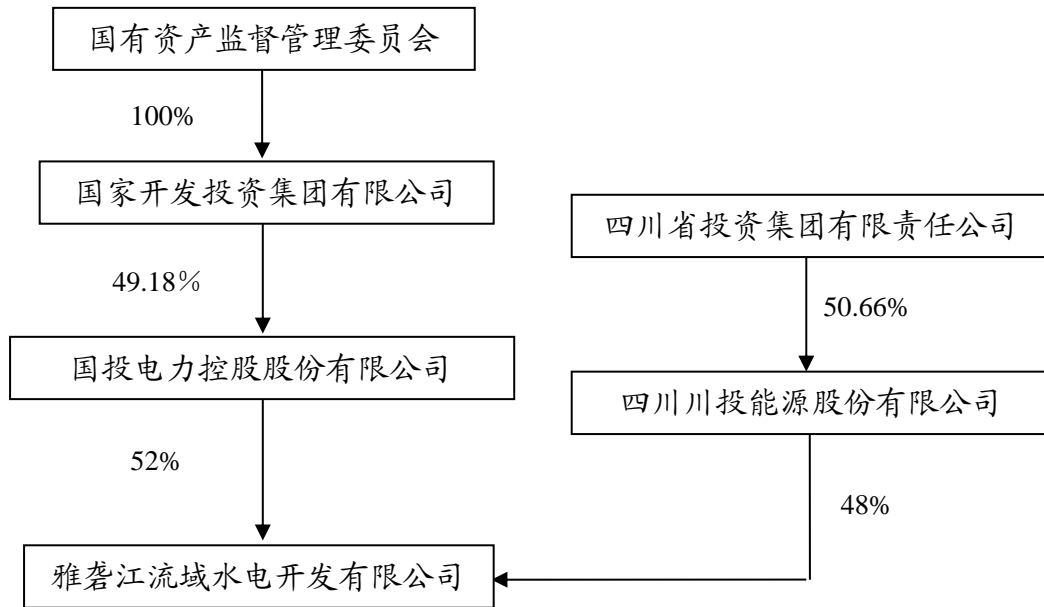 国有资产监督管理委员会
100%
国家开发投资集团有限公司
四川省投资集团有限责任公司
49.18％
50.66%
国投电力控股股份有限公司
四川川投能源股份有限公司
52%
48%
雅砻江流域水电开发有限公司